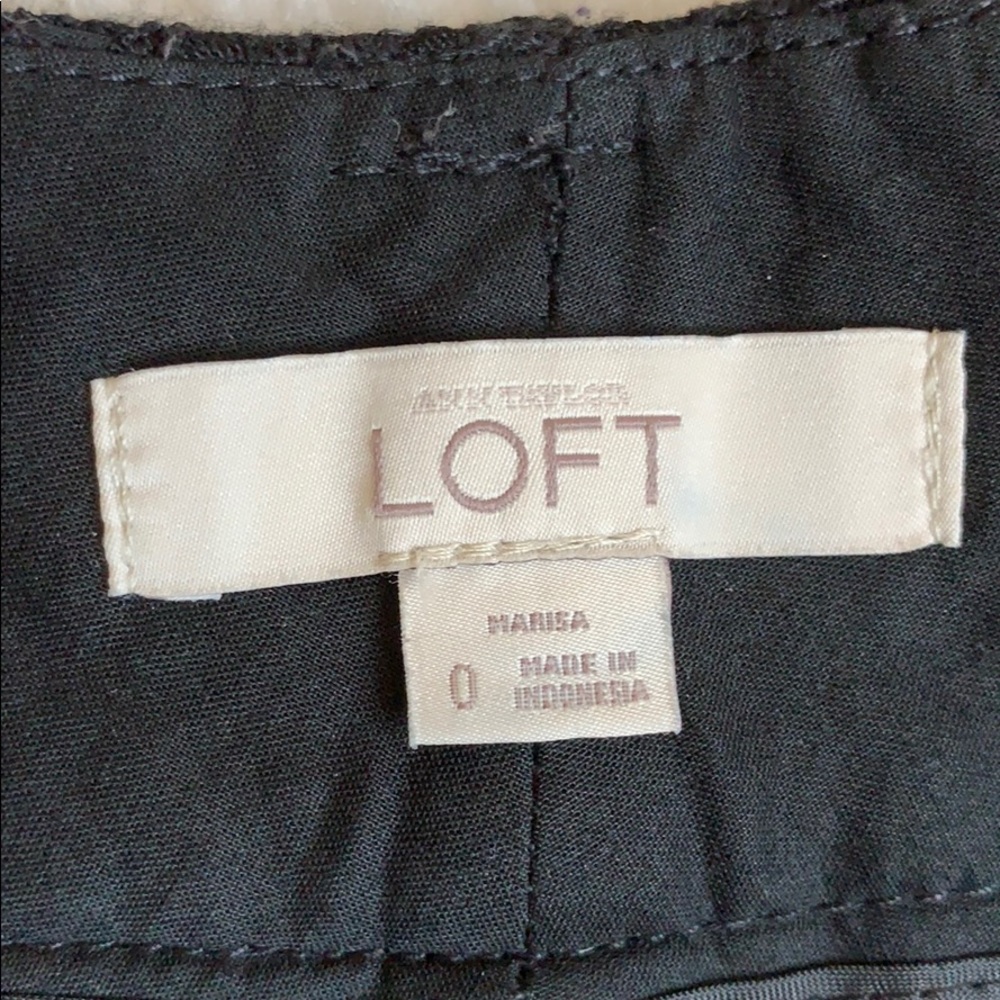 ANN TAYLOR
LOFT
MARISA
0 MADE IN
INDONESIA